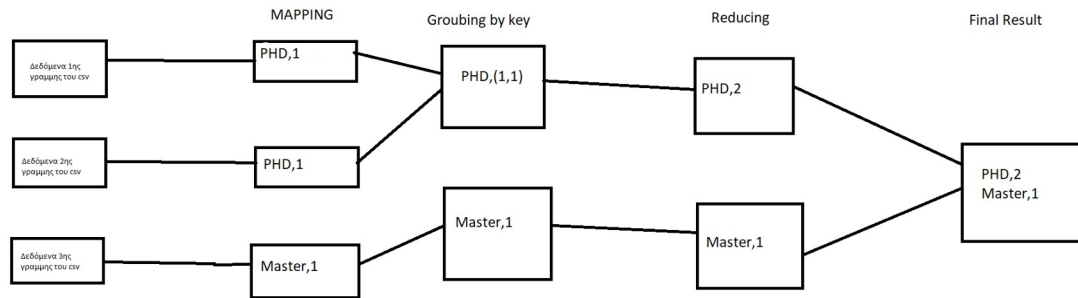 MAPPING
Groubing by key
Reducing
Final Result
Δεδόμενα 1ης
γραμμης του csv
PHD,1
PHD,(1,1)
PHD,2
Δεδόμενα 2ης
γραμμης του csv
PHD,1
PHD,2
Master,1
Δεδόμενα 3ης
γραμμης του csv
Master,1
Master,1
Master,1